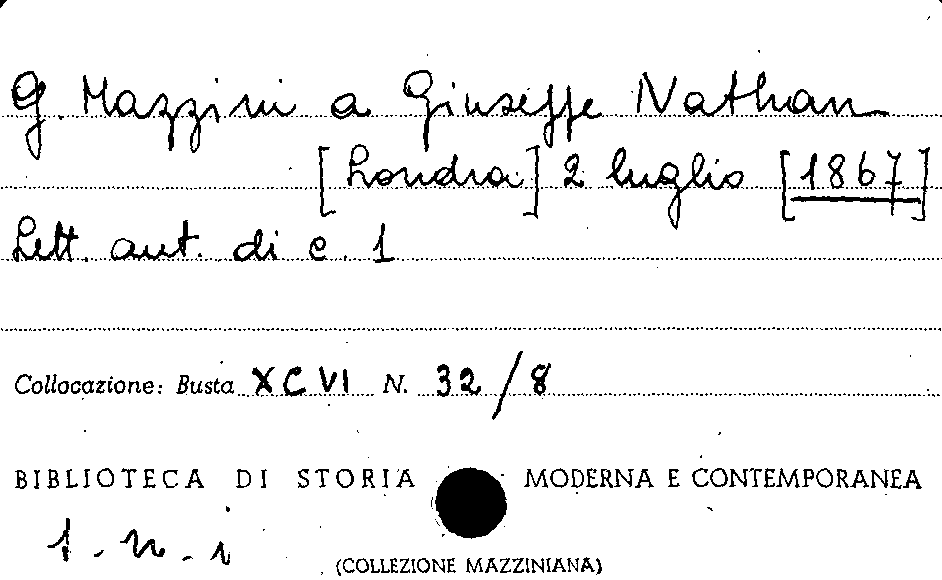 G. Mazzini a Giuseppe Nathan
[Londra] 2 luglio [1867]
Lett. aut. di c. 1
Collocazione: Busta XCVI N. 32/8
BIBLIOTECA DI STORIA MODERNA E CONTEMPORANEA
1-n-i
(COLLEZIONE MAZZINIANA)